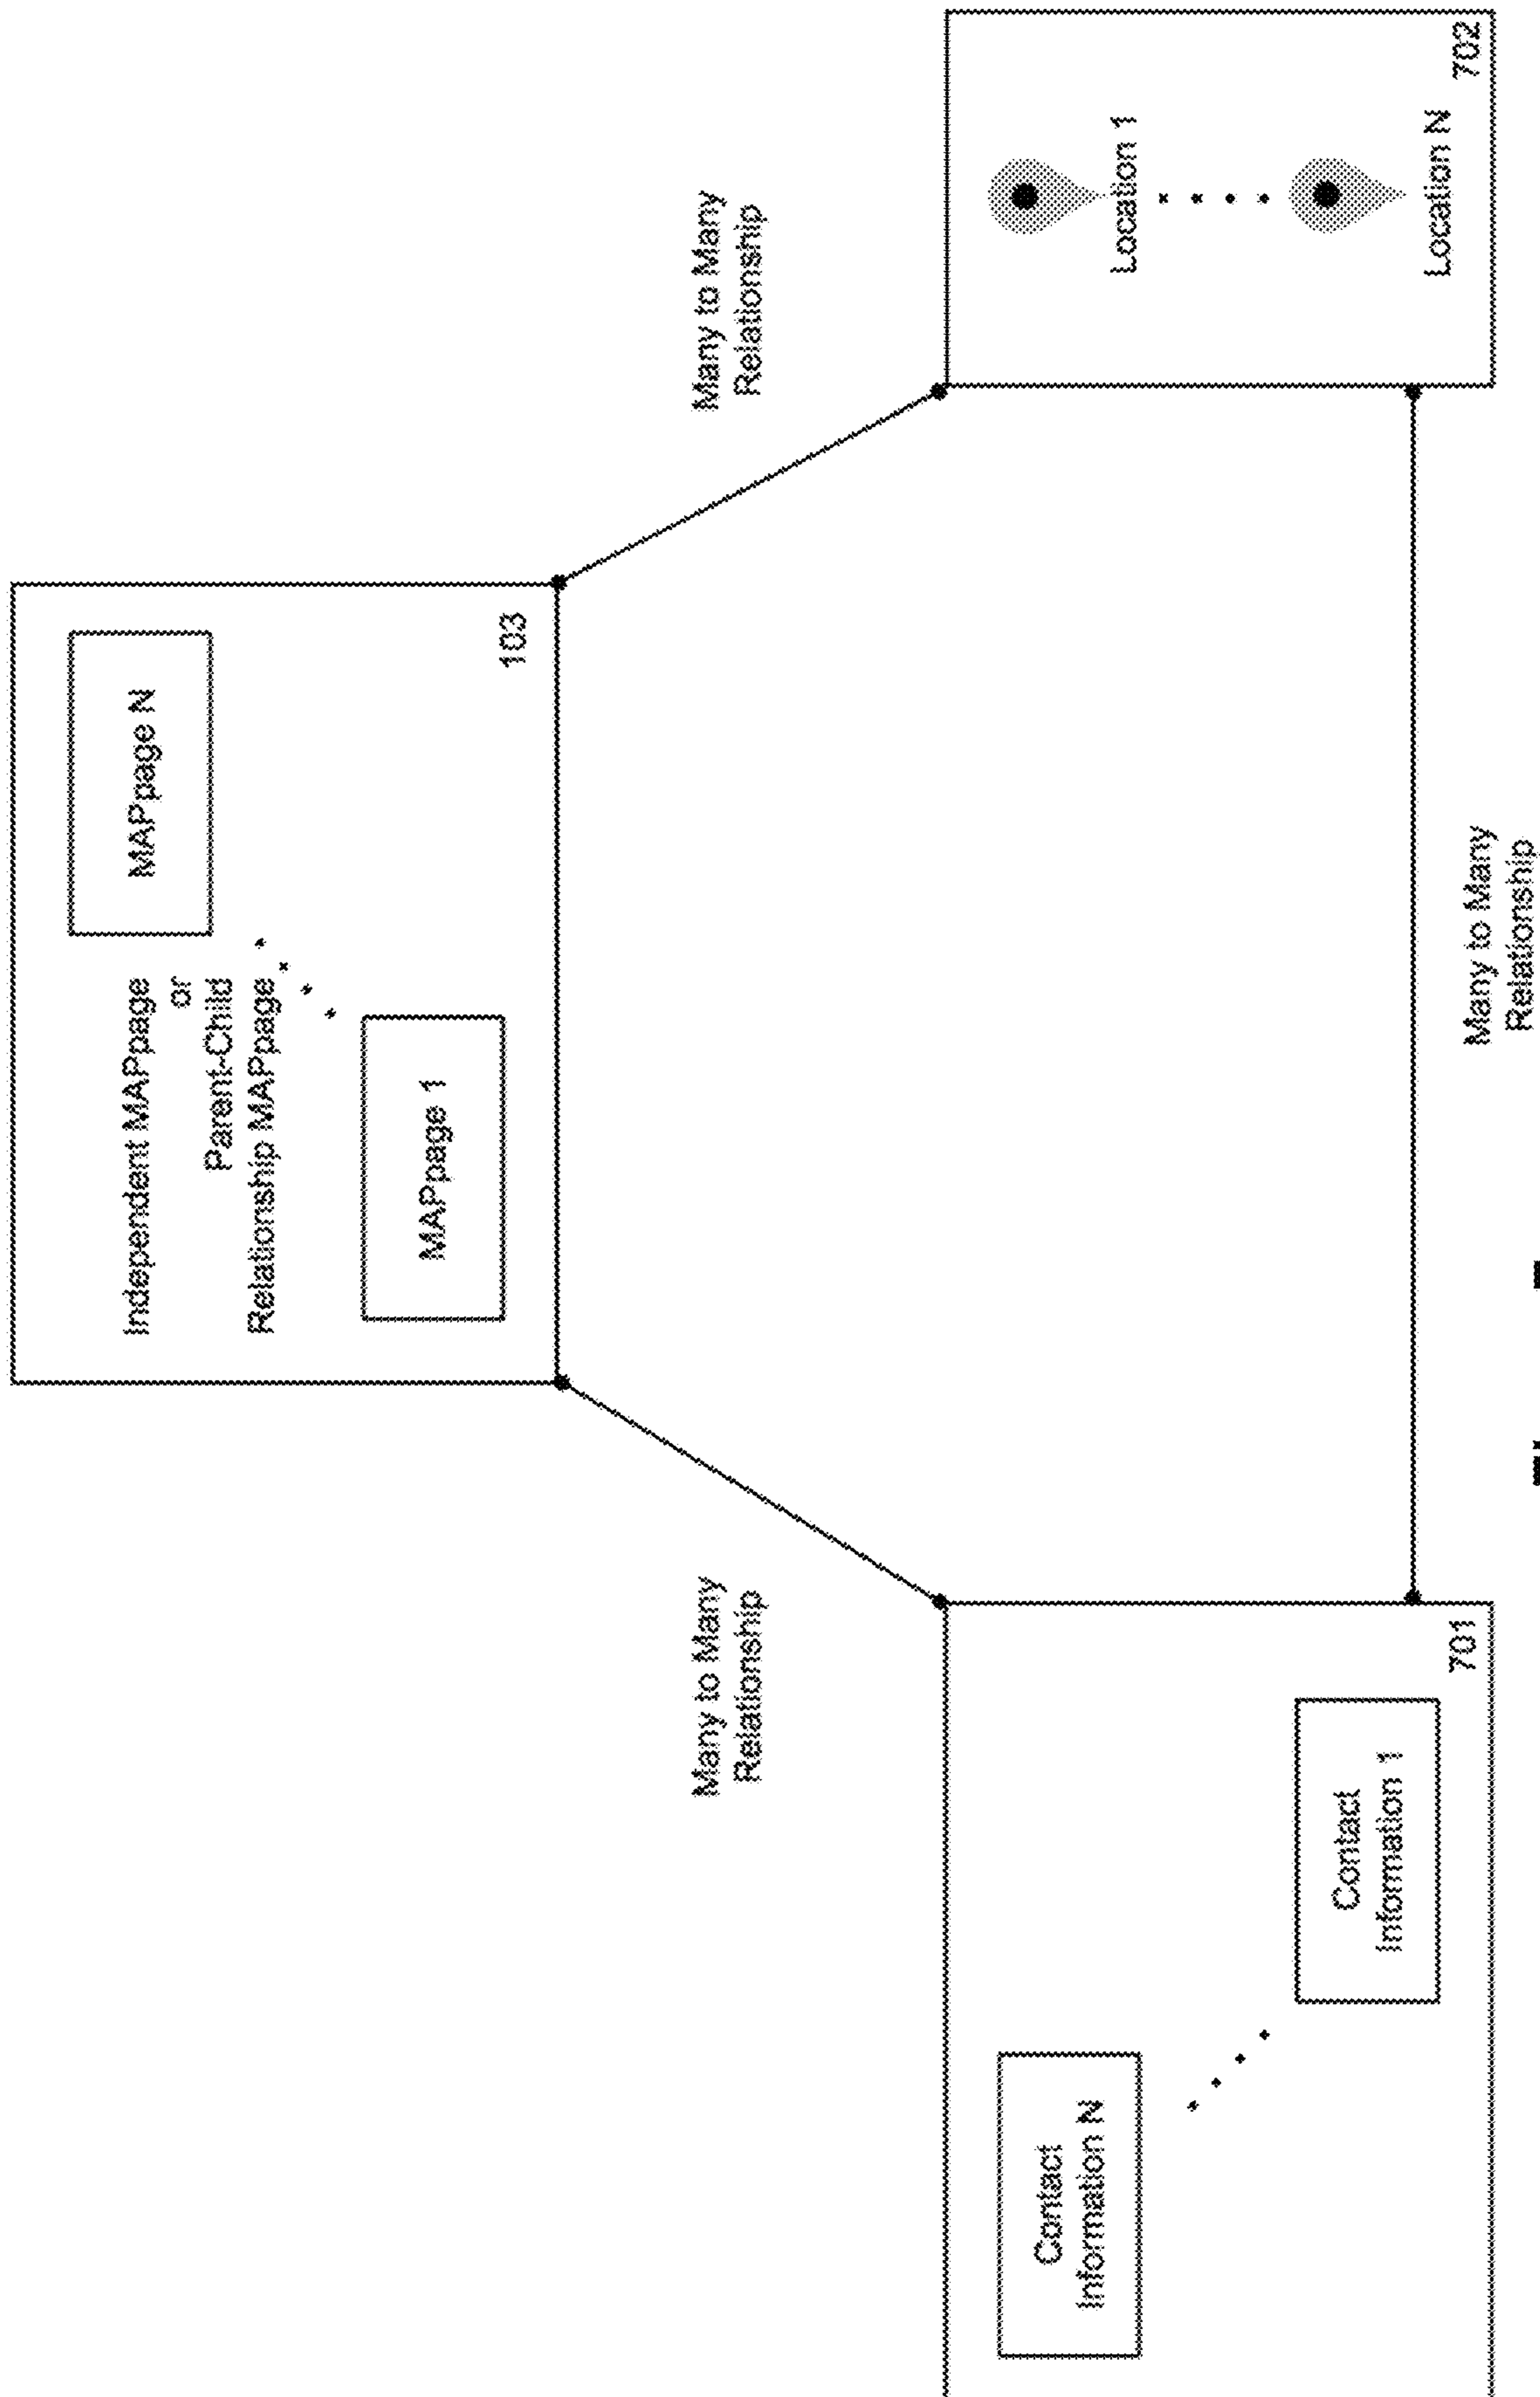 Independent MAPpage
or
Parent-Child
Relationship MAPpage
MAPpage N
MAPpage 1
103
Many to Many
Relationship
Many to Many
Relationship
Contact
Information N
Contact
Information 1
701
Location 1
Location N
702
Many to Many
Relationship